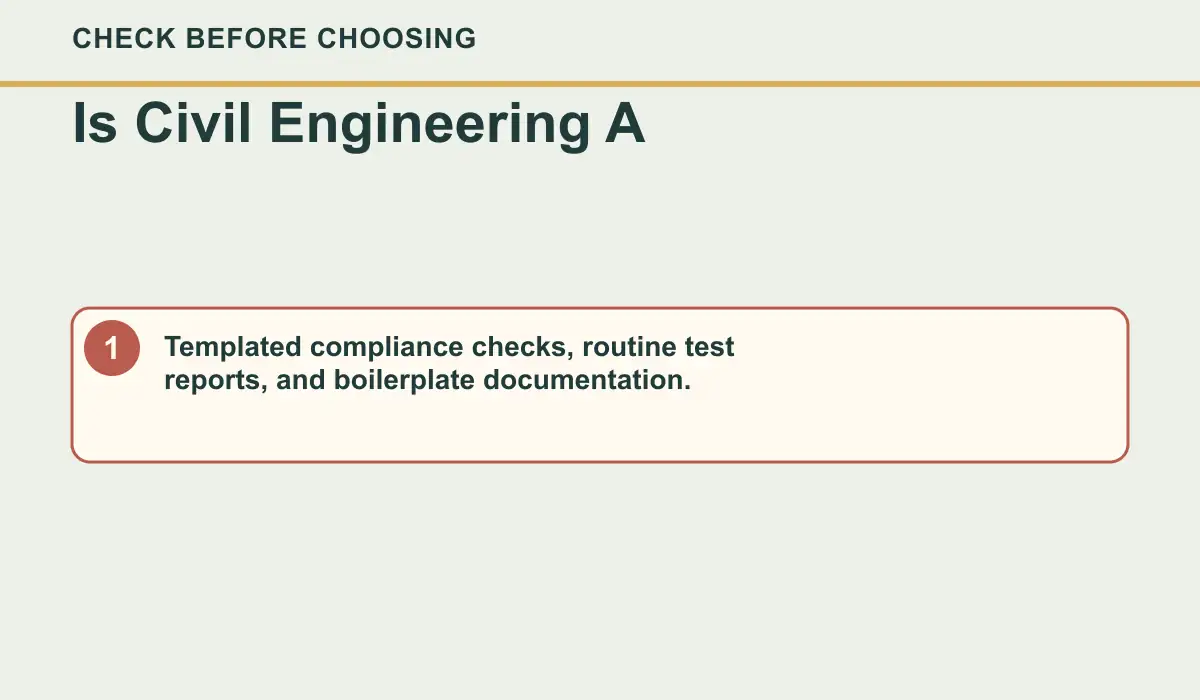 CHECK BEFORE CHOOSING
Is Civil Engineering A
1
Templated compliance checks, routine test
reports, and boilerplate documentation.